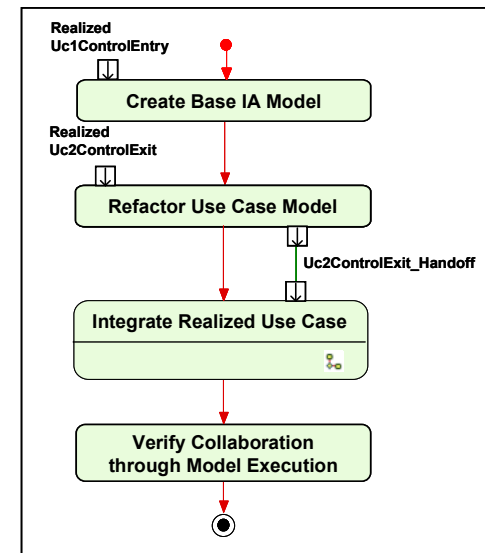 Realized
Uc1ControlEntry
Create Base IA Model
Realized
Uc2ControlExit
Refactor Use Case Model
Uc2ControlExit_Handoff
Integrate Realized Use Case
Verify Collaboration
through Model Execution